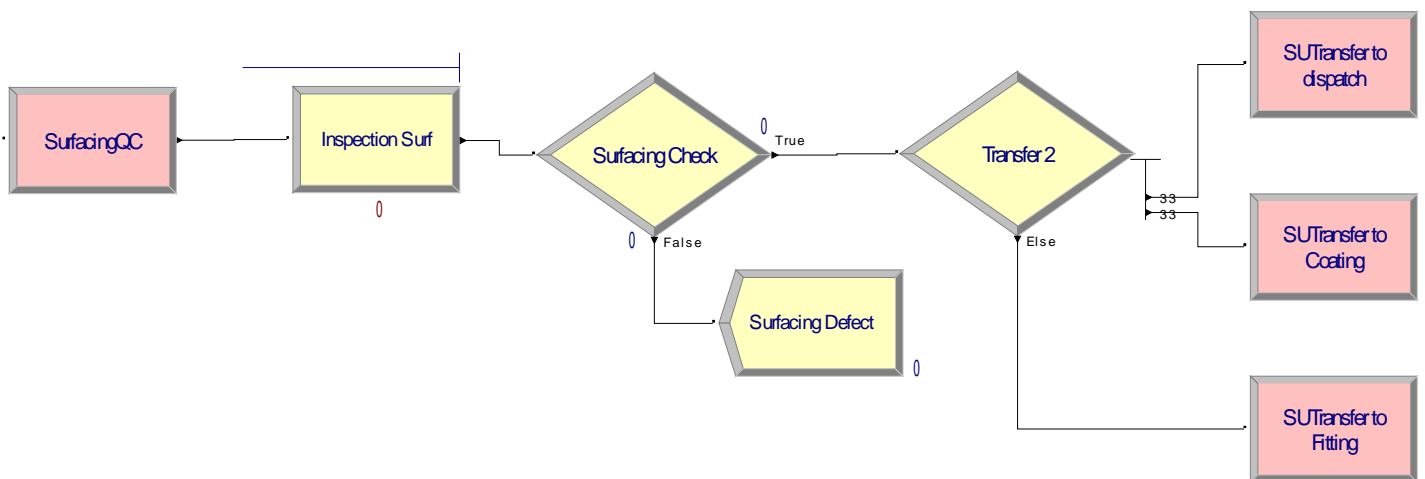 SUTransfer to
dispatch
SurfacingQC
Inspection Surf
0
Surfacing Check
0
True
0
False
Transfer 2
33
33
Else
SUTransfer to
Coating
Surfacing Defect
0
SUTransfer to
Fitting